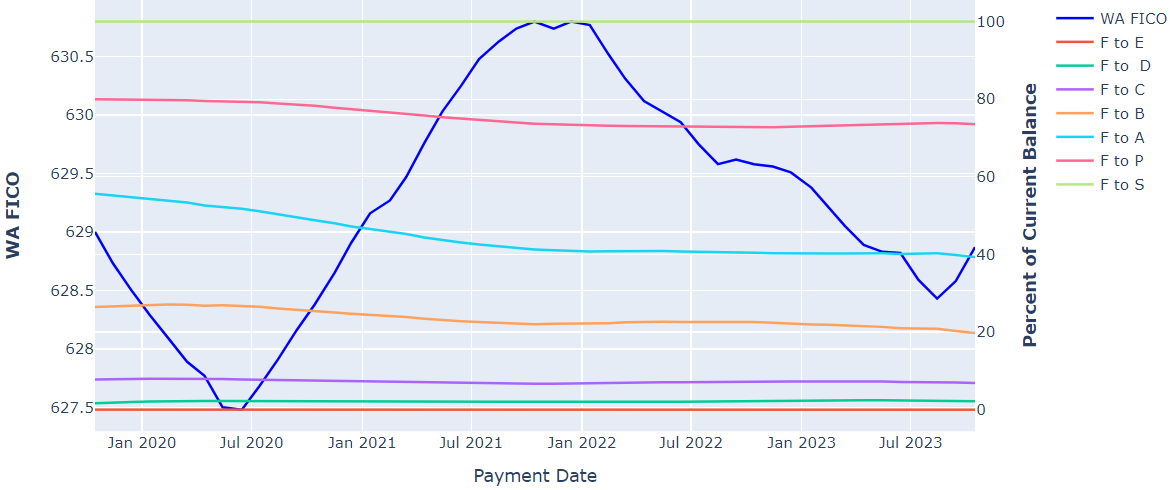 WA FICO
630.5
630
629.5
629
628.5
628
627.5
100
80
60
40
20
0
Percent of Current Balance
Jan 2020
Jul 2020
Jan 2021
Jul 2021
Jan 2022
Jul 2022
Jan 2023
Jul 2023
Payment Date
WA FICO
F to E
F to  D
F to C
F to B
F to A
F to P
F to S